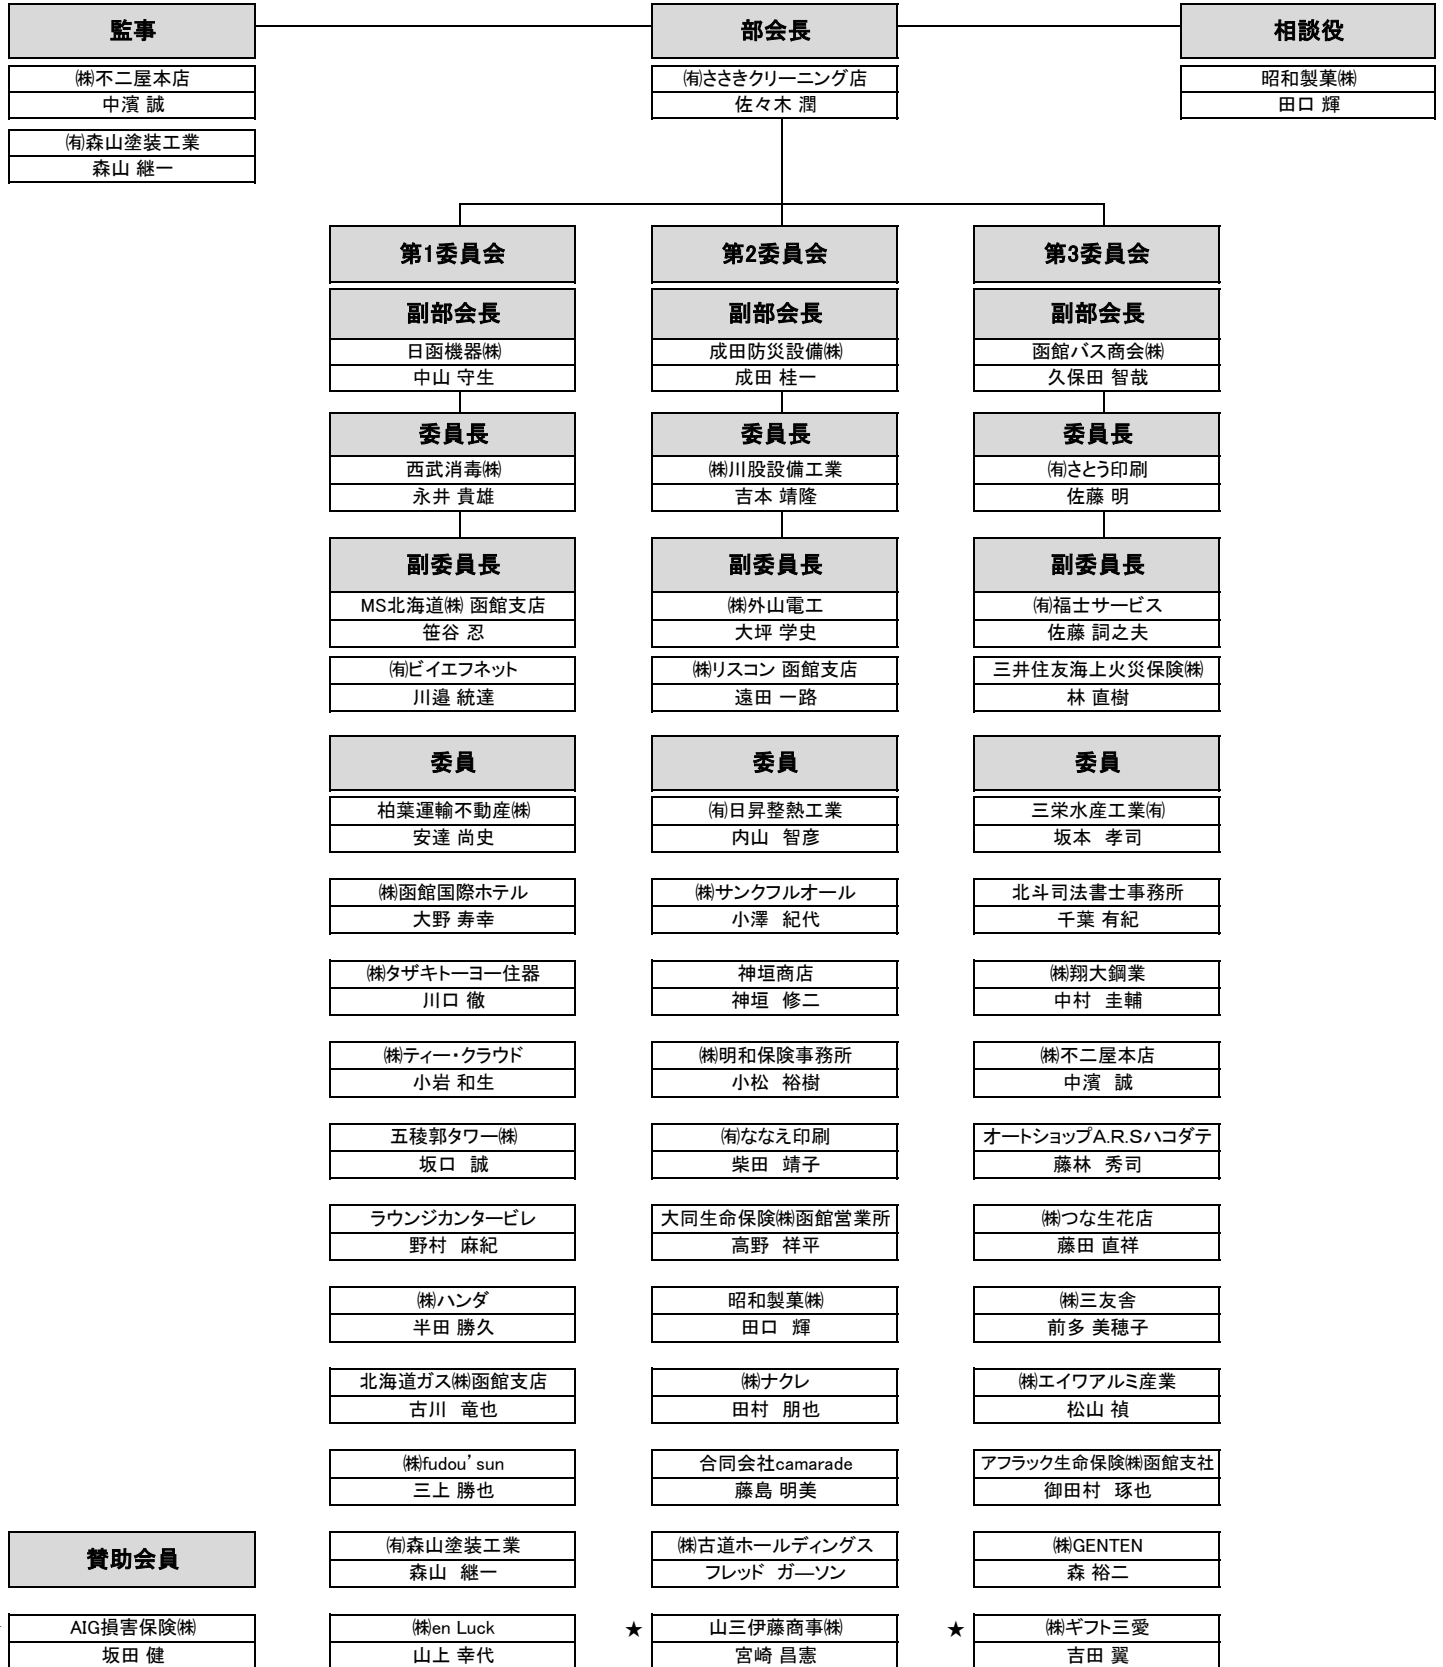 監事
部会長
相談役
㈱不二屋本店
㈲ささきクリーニング店
昭和製菓㈱
中濱 誠
佐々木 潤
田口 輝
㈲森山塗装工業
森山 継一
第1委員会
第2委員会
第3委員会
副部会長
副部会長
副部会長
日函機器㈱
成田防災設備㈱
函館バス商会㈱
中山 守生
成田 桂一
久保田 智哉
委員長
委員長
委員長
西武消毒㈱
㈱川股設備工業
㈲さとう印刷
永井 貴雄
吉本 靖隆
佐藤 明
副委員長
副委員長
副委員長
MS北海道㈱ 函館支店
㈱外山電工
㈲福士サービス
笹谷 忍
大坪 学史
佐藤 詞之夫
㈲ビイエフネット
㈱リスコン 函館支店
三井住友海上火災保険㈱
川邉 統達
遠田 一路
林 直樹
委員
委員
委員
柏葉運輸不動産㈱
㈲日昇整熱工業
三栄水産工業㈲
安達 尚史
内山 智彦
坂本 孝司
㈱函館国際ホテル
㈱サンクフルオール
北斗司法書士事務所
大野 寿幸
小澤 紀代
千葉 有紀
㈱タザキトーヨー住器
神垣商店
㈱翔大鋼業
川口 徹
神垣 修二
中村 圭輔
㈱ティー・クラウド
㈱明和保険事務所
㈱不二屋本店
小岩 和生
小松 裕樹
中濱 誠
五稜郭タワー㈱
㈲ななえ印刷
オートショップA.R.Sハコダテ
坂口 誠
柴田 靖子
藤林 秀司
ラウンジカンタービレ
大同生命保険㈱函館営業所
㈱つな生花店
野村 麻紀
高野 祥平
藤田 直祥
㈱ハンダ
昭和製菓㈱
㈱三友舎
半田 勝久
田口 輝
前多 美穂子
北海道ガス㈱函館支店
㈱ナクレ
㈱エイワアルミ産業
古川 竜也
田村 朋也
松山 禎
㈱fudou’sun
合同会社camarade
アフラック生命保険㈱函館支社
三上 勝也
藤島 明美
御田村 琢也
賛助会員
㈲森山塗装工業
㈱古道ホールディングス
㈱GENTEN
森山 継一
フレッド ガ―ソン
森 裕二
AIG損害保険㈱
㈱en Luck
★ 山三伊藤商事㈱
★ ㈱ギフト三愛
坂田 健
山上 幸代
宮崎 昌憲
吉田 翼